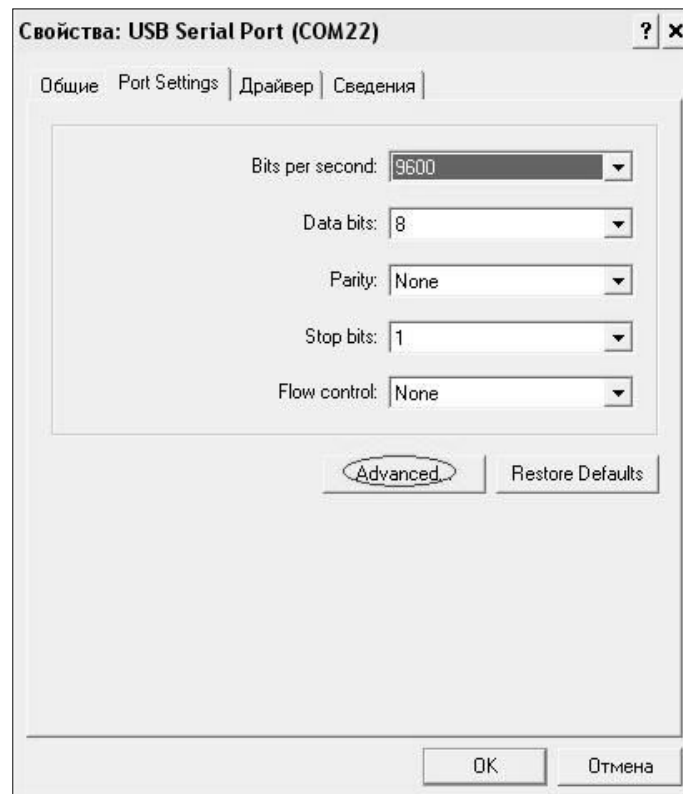 Свойства: USB Serial Port (COM22)
Общие Port Settings Драйвер Сведения
Bits per second: 9600
Data bits: 8
Parity: None
Stop bits: 1
Flow control: None
Advanced... Restore Defaults
OK Отмена